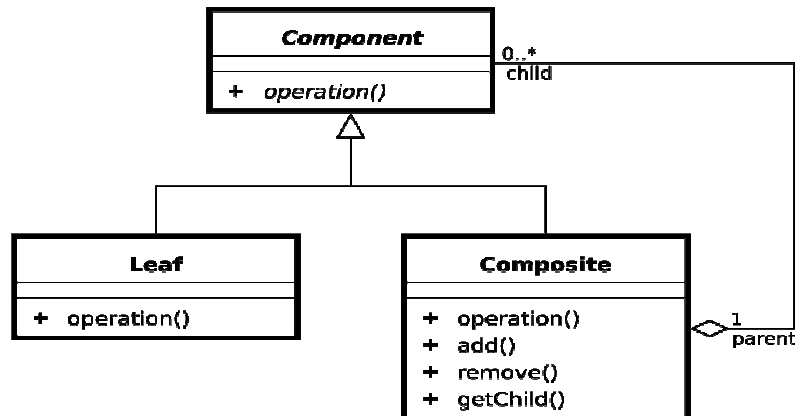 Component
+ operation()
0..*
child
Leaf
+ operation()
Composite
+ operation()
+ add()
+ remove()
+ getChild()
1
parent